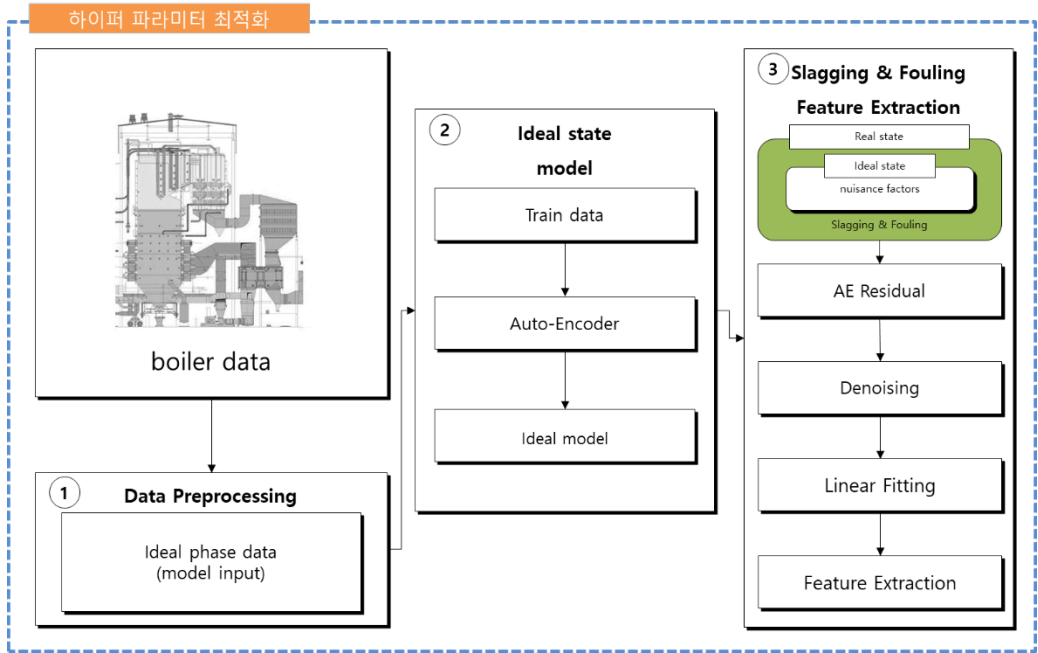 하이퍼 파라미터 최적화
boiler data
1
Data Preprocessing
Ideal phase data
(model input)
2
Ideal state
model
Train data
Auto-Encoder
Ideal model
3
Slagging & Fouling
Feature Extraction
Real state
Ideal state
nuisance factors
Slagging & Fouling
AE Residual
Denoising
Linear Fitting
Feature Extraction